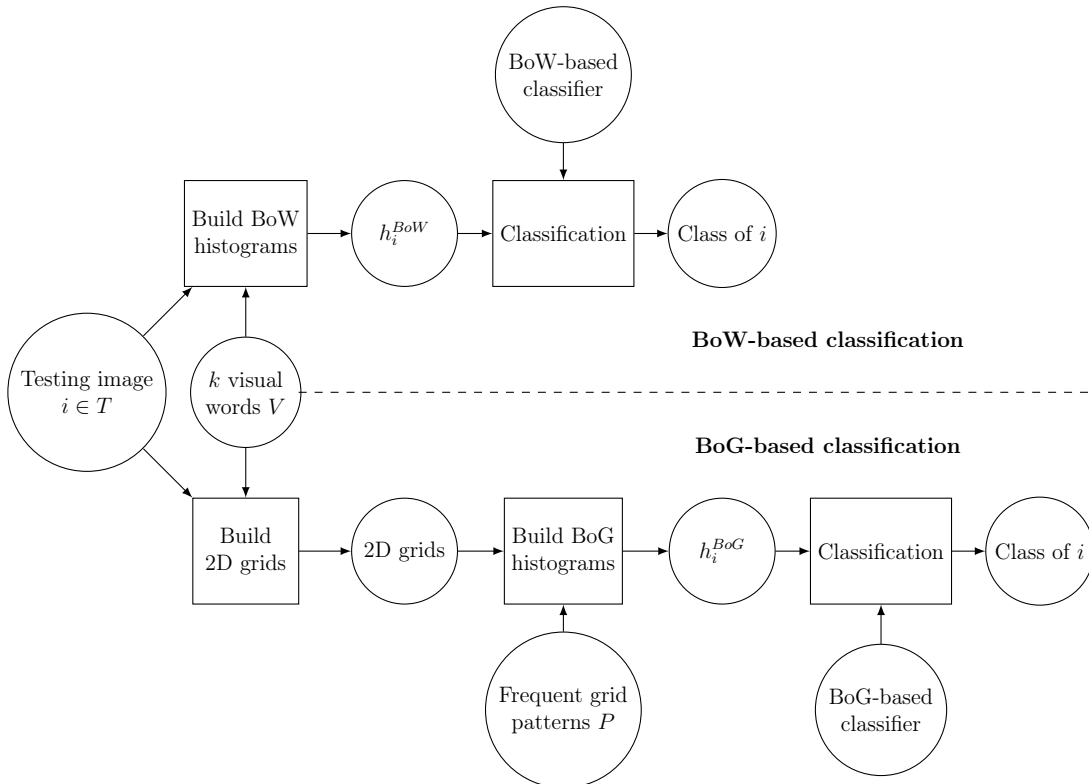 BoW-based
classifier
Build BoW
histograms
$h_i^{BoW}$
Classification
Class of $i$
BoW-based classification
Testing image
$i \in T$
$k$ visual
words $V$
BoG-based classification
Build
2D grids
2D grids
Build BoG
histograms
$h_i^{BoG}$
Classification
Class of $i$
Frequent grid
patterns $P$
BoG-based
classifier